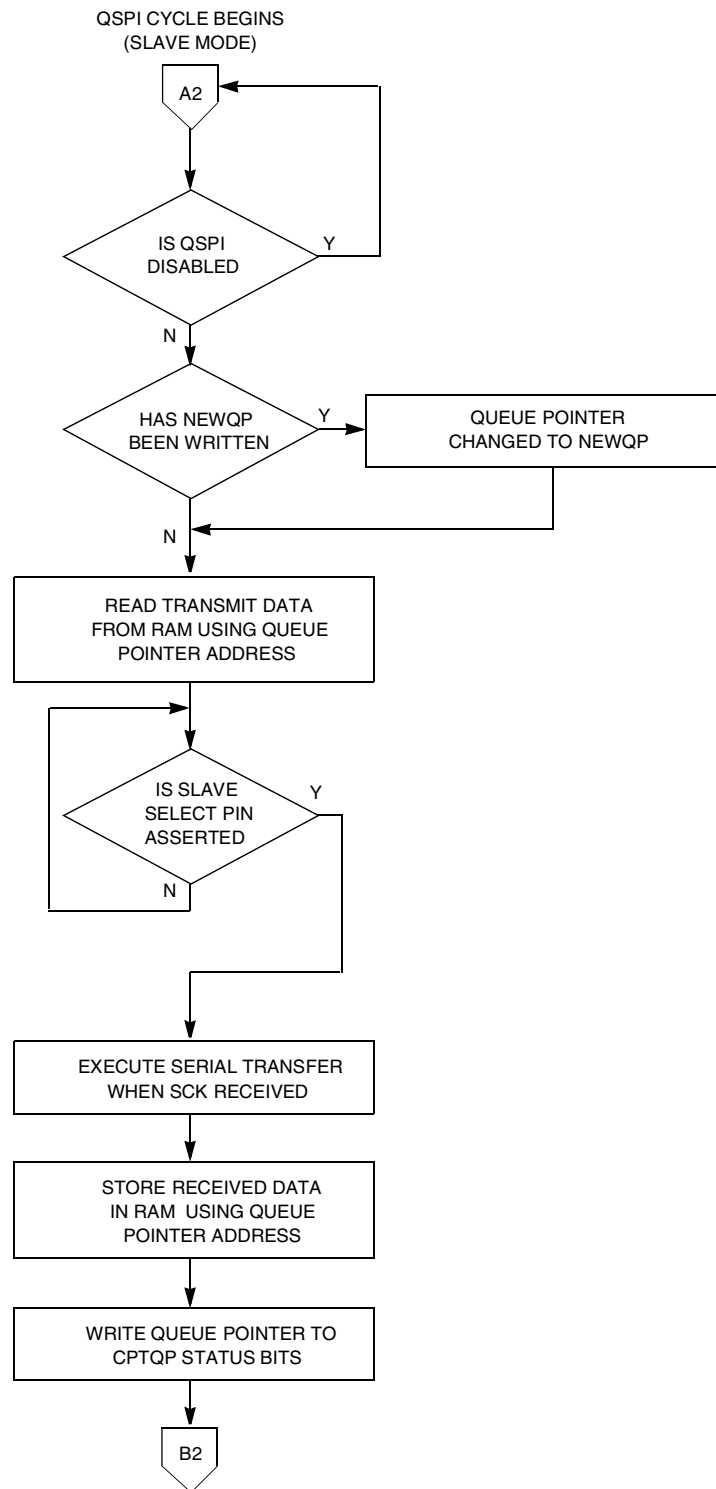 QSPI CYCLE BEGINS
(SLAVE MODE)
A2
IS QSPI
DISABLED
Y
N
HAS NEWQP
BEEN WRITTEN
Y
QUEUE POINTER
CHANGED TO NEWQP
N
READ TRANSMIT DATA
FROM RAM USING QUEUE
POINTER ADDRESS
IS SLAVE
SELECT PIN
ASSERTED
Y
N
EXECUTE SERIAL TRANSFER
WHEN SCK RECEIVED
STORE RECEIVED DATA
IN RAM USING QUEUE
POINTER ADDRESS
WRITE QUEUE POINTER TO
CPTQP STATUS BITS
B2